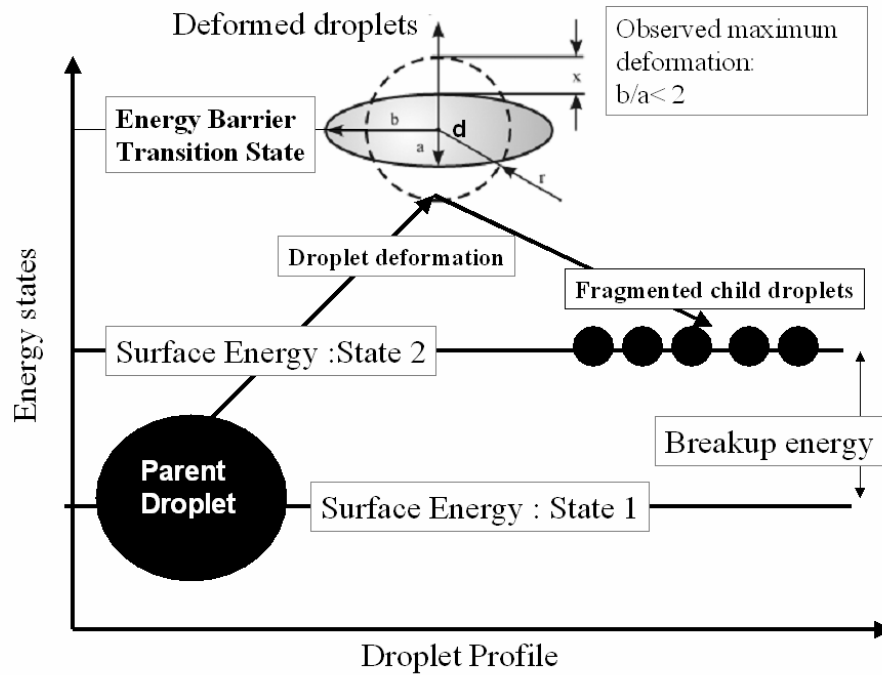 Deformed droplets
Observed maximum
deformation:
b/a< 2
x
Energy Barrier
Transition State
b
d
a
r
Droplet deformation
Fragmented child droplets
Energy states
Surface Energy :State 2
Breakup energy
Parent
Droplet
Surface Energy : State 1
Droplet Profile